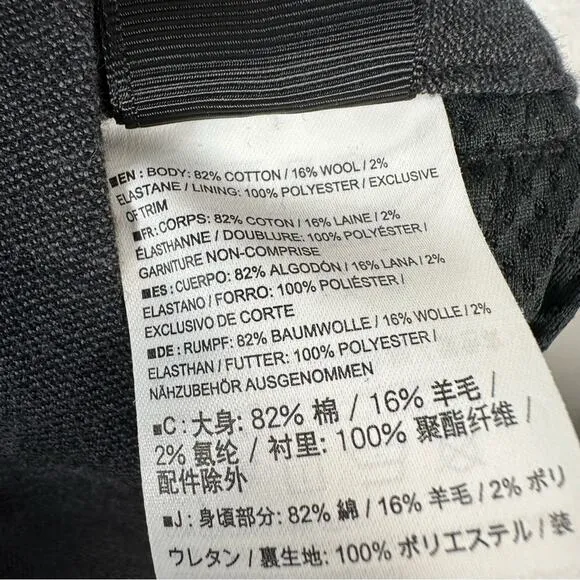 ■EN : BODY: 82% COTTON / 16% WOOL / 2%
ELASTANE / LINING: 100% POLYESTER / EXCLUSIVE
OF TRIM
■FR: CORPS: 82% COTON / 16% LAINE / 2%
ÉLASTHANNE / DOUBLURE: 100% POLYESTER /
GARNITURE NON-COMPRISE
■ES : CUERPO: 82% ALGODÓN / 16% LANA / 2%
ELASTANO / FORRO: 100% POLIÉSTER /
EXCLUSIVO DE CORTE
■DE : RUMPF: 82% BAUMWOLLE / 16% WOLLE / 2%
ELASTHAN / FUTTER: 100% POLYESTER /
NÄHZUBEHÖR AUSGENOMMEN
■C: 大身: 82% 棉 / 16% 羊毛 /
2% 氨纶 / 衬里: 100% 聚酯纤维 /
配件除外
■J : 身頃部分: 82% 綿 / 16% 羊毛 / 2% ポリ
ウレタン / 裏生地: 100% ポリエステル / 装